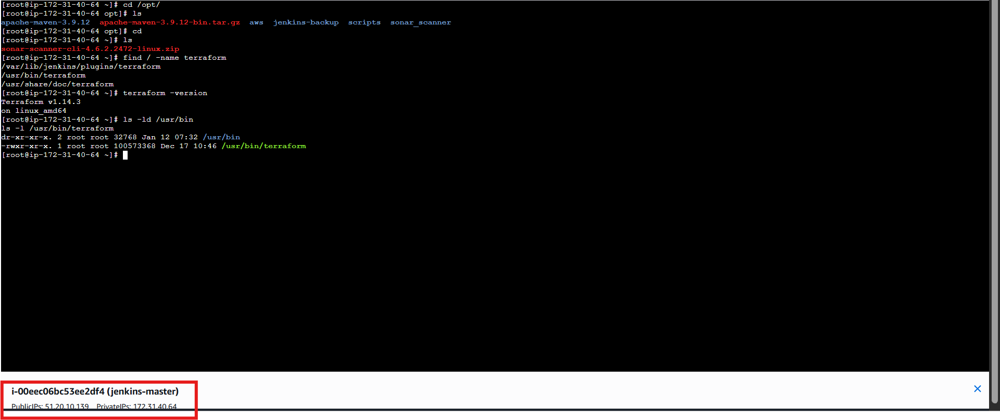 [root@ip-172-31-40-64 ~]# cd /opt/
[root@ip-172-31-40-64 opt]# ls
apache-maven-3.9.12  apache-maven-3.9.12-bin.tar.gz  aws  jenkins-backup  scripts  sonar_scanner
[root@ip-172-31-40-64 opt]# cd
[root@ip-172-31-40-64 ~]# ls
sonar-scanner-cli-4.6.2.2472-linux.zip
[root@ip-172-31-40-64 ~]# find / -name terraform
/var/lib/jenkins/plugins/terraform
/usr/bin/terraform
/usr/share/doc/terraform
[root@ip-172-31-40-64 ~]# terraform -version
Terraform v1.14.3
on linux_amd64
[root@ip-172-31-40-64 ~]# ls -ld /usr/bin
ls -l /usr/bin/terraform
dr-xr-xr-x. 2 root root 32768 Jan 12 07:32 /usr/bin
-rwxr-xr-x. 1 root root 100573368 Dec 17 10:46 /usr/bin/terraform
[root@ip-172-31-40-64 ~]#
i-00eec06bc53ee2df4 (jenkins-master)
PublicIPs: 51.20.10.139  PrivateIPs: 172.31.40.64